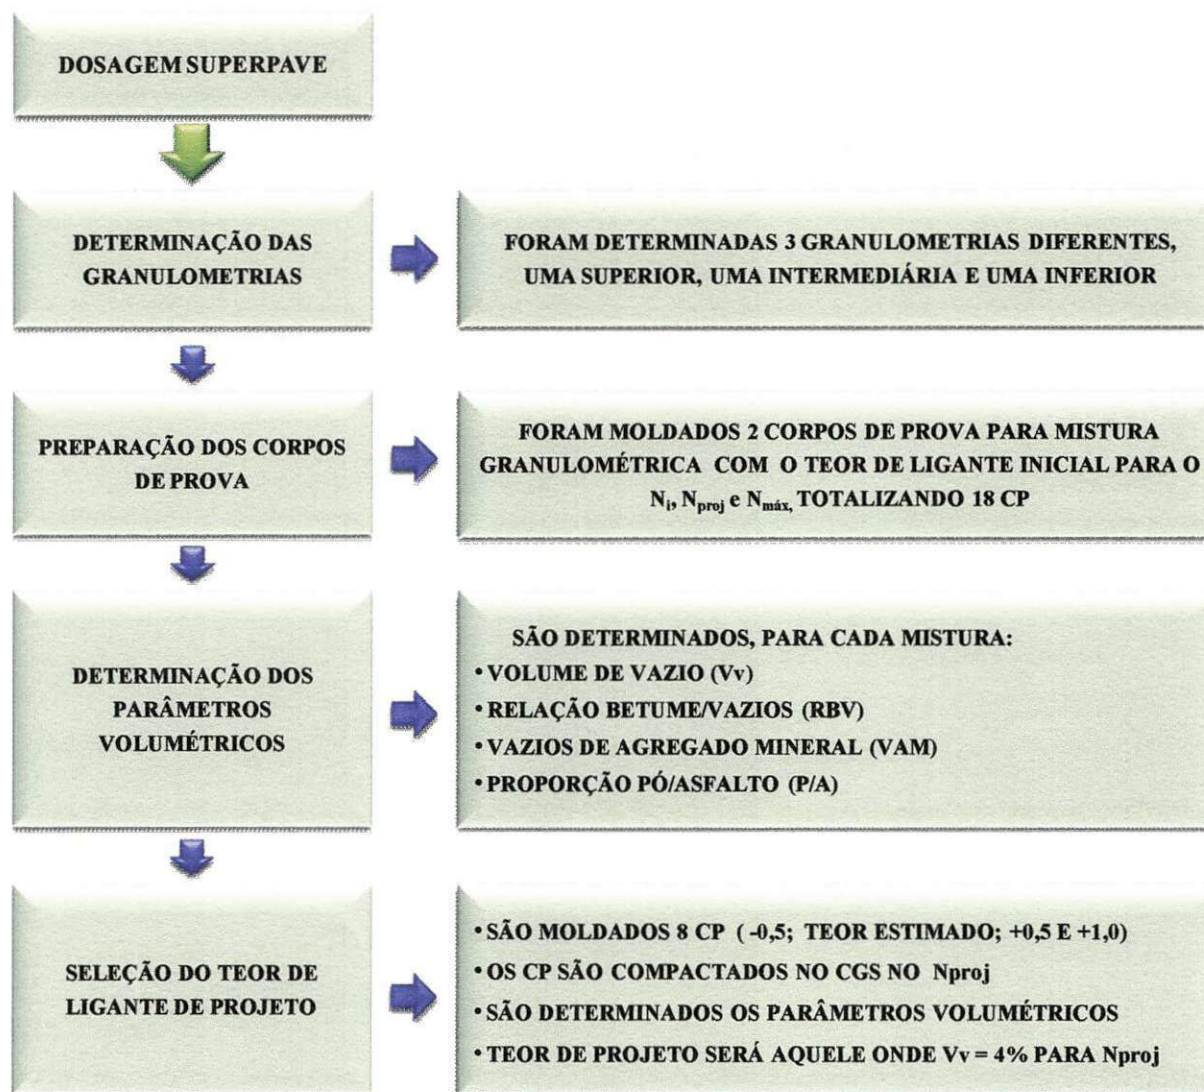 DOSAGEM SUPERPAVE
DETERMINAÇÃO DAS
GRANULOMETRIAS
FORAM DETERMINADAS 3 GRANULOMETRIAS DIFERENTES,
UMA SUPERIOR, UMA INTERMEDIÁRIA E UMA INFERIOR
PREPARAÇÃO DOS CORPOS
DE PROVA
FORAM MOLDADOS 2 CORPOS DE PROVA PARA MISTURA
GRANULOMÉTRICA COM O TEOR DE LIGANTE INICIAL PARA O
Ni, Nproj e Nmáx, TOTALIZANDO 18 CP
DETERMINAÇÃO DOS
PARÂMETROS
VOLUMÉTRICOS
SÃO DETERMINADOS, PARA CADA MISTURA:
• VOLUME DE VAZIO (Vv)
• RELAÇÃO BETUME/VAZIOS (RBV)
• VAZIOS DE AGREGADO MINERAL (VAM)
• PROPORÇÃO PÓ/ASFALTO (P/A)
SELEÇÃO DO TEOR DE
LIGANTE DE PROJETO
• SÃO MOLDADOS 8 CP ( -0,5; TEOR ESTIMADO; +0,5 E +1,0)
• OS CP SÃO COMPACTADOS NO CGS NO Nproj
• SÃO DETERMINADOS OS PARÂMETROS VOLUMÉTRICOS
• TEOR DE PROJETO SERÁ AQUELE ONDE Vv = 4% PARA Nproj